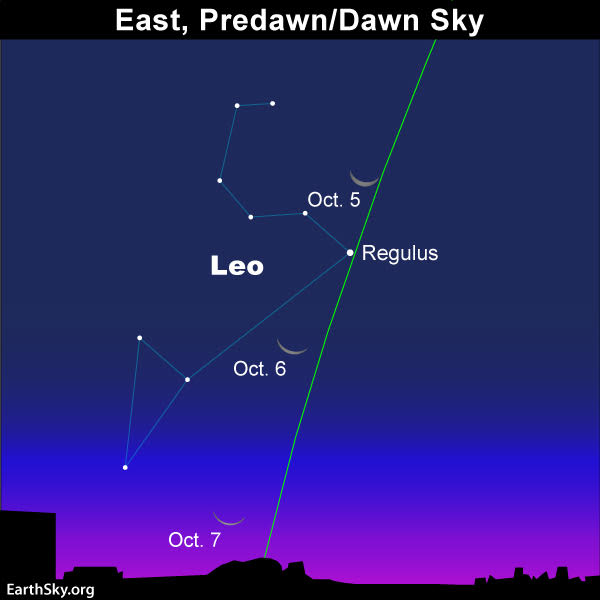 East, Predawn/Dawn Sky
Oct. 5
Regulus
Leo
Oct. 6
Oct. 7
EarthSky.org